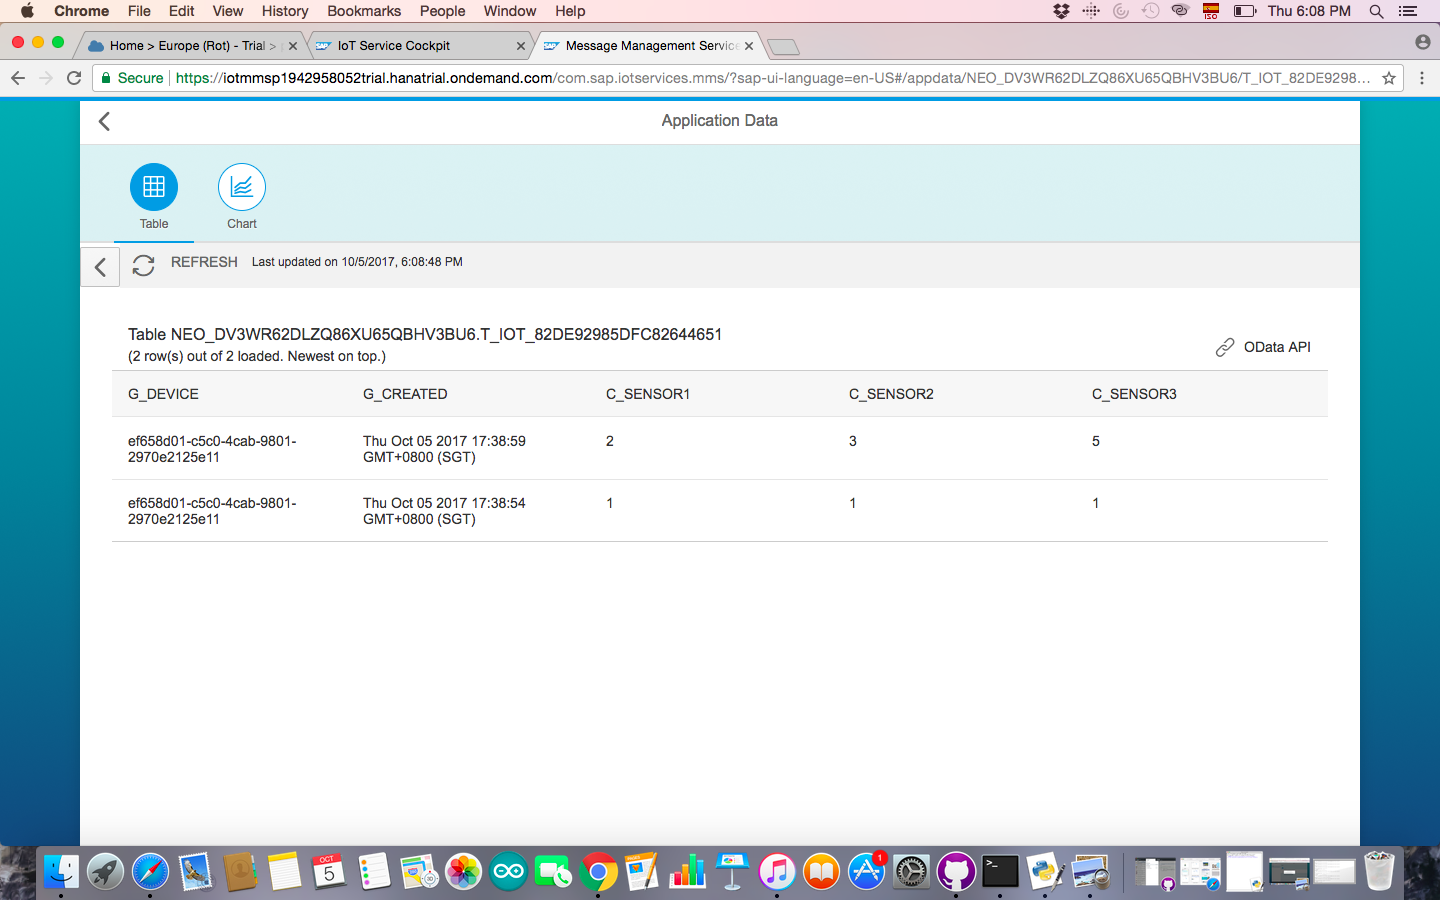 Chrome File Edit View History Bookmarks People Window Help ISO Thu 6:08 PM
Home > Europe (Rot) - Trial > SAP IoT Service Cockpit SAP Message Management Service
Secure https://iotmmsp1942958052trial.hanatrial.ondemand.com/com.sap.iotservices.mms/?sap-ui-language=en-US#/appdata/NEO_DV3WR62DLZQ86XU65QBHV3BU6/T_IOT_82DE9298...
Application Data
Table Chart
REFRESH Last updated on 10/5/2017, 6:08:48 PM
Table NEO_DV3WR62DLZQ86XU65QBHV3BU6.T_IOT_82DE92985DFC82644651
(2 row(s) out of 2 loaded. Newest on top.)
OData API
G_DEVICE G_CREATED C_SENSOR1 C_SENSOR2 C_SENSOR3
ef658d01-c5c0-4cab-9801- Thu Oct 05 2017 17:38:59 2 3 5
2970e2125e11 GMT+0800 (SGT)
ef658d01-c5c0-4cab-9801- Thu Oct 05 2017 17:38:54 1 1 1
2970e2125e11 GMT+0800 (SGT)
OCT
5
1